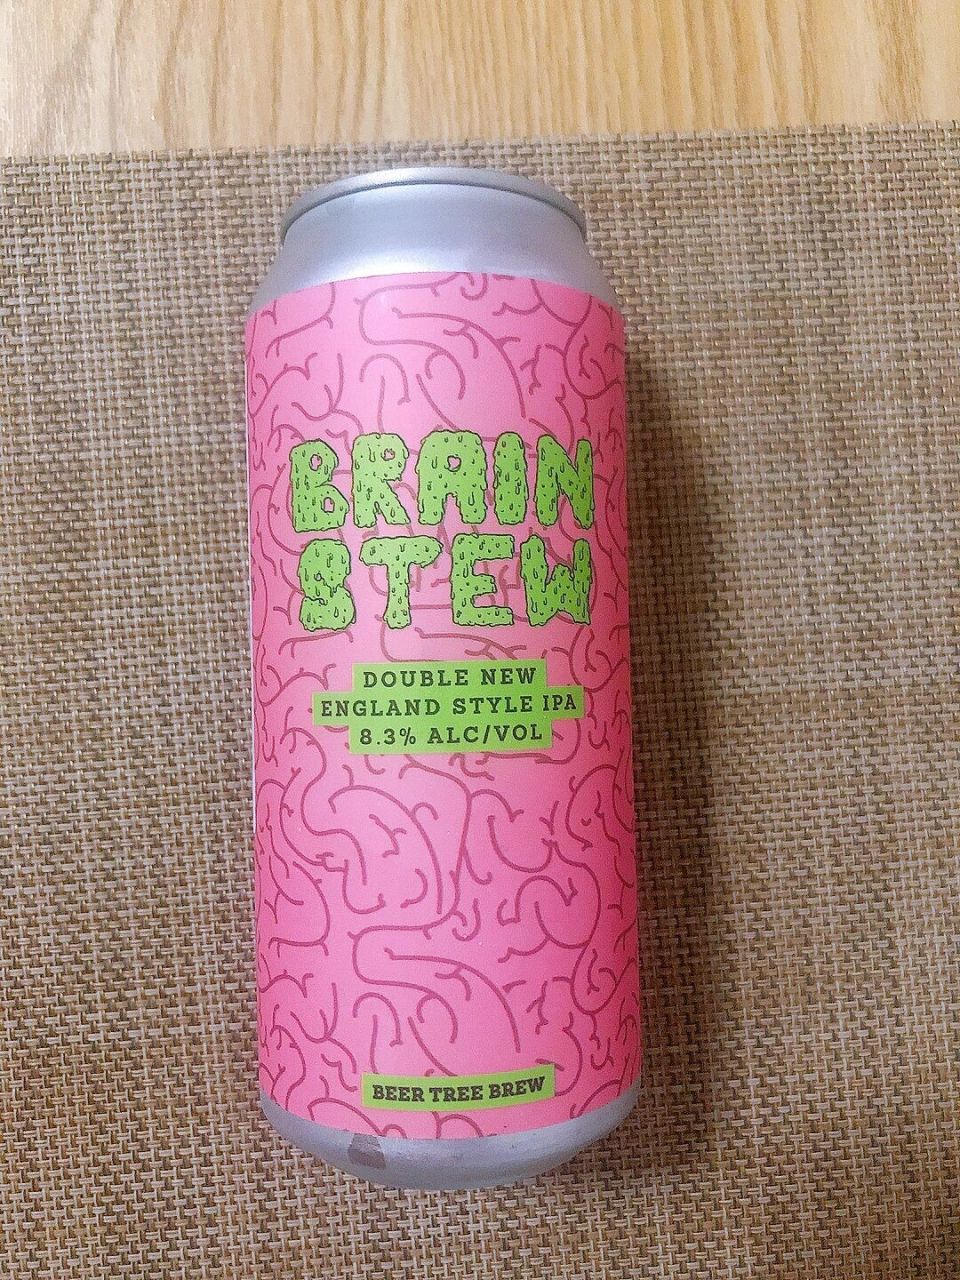 BRAIN
STEW
DOUBLE NEW
ENGLAND STYLE IPA
8.3% ALC/VOL
BEER TREE BREW